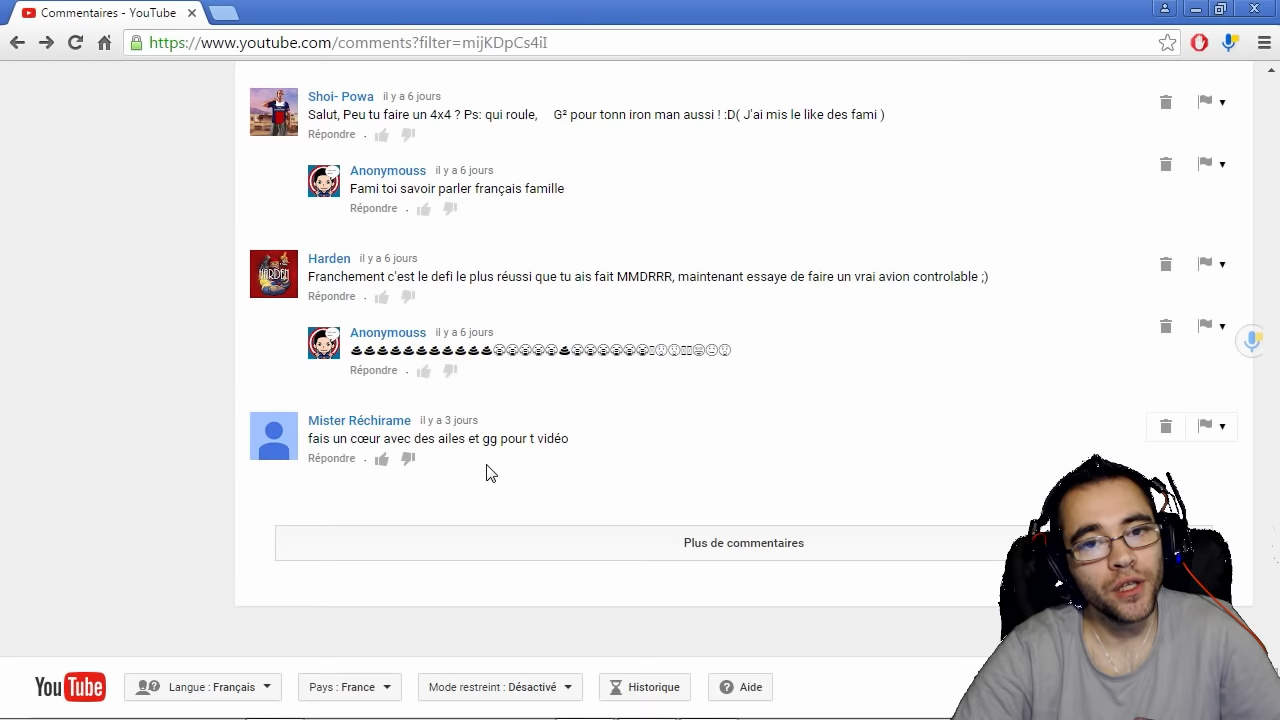 Commentaires - YouTube
https://www.youtube.com/comments?filter=mijKDpCs4iI
Shoi- Powa il y a 6 jours
Salut, Peu tu faire un 4x4 ? Ps: qui roule, G² pour tonn iron man aussi ! :D( J'ai mis le like des fami )
Répondre .
Anonymouss il y a 6 jours
Fami toi savoir parler français famille
Répondre .
HARDEN
Harden il y a 6 jours
Franchement c'est le defi le plus réussi que tu ais fait MMDRRR, maintenant essaye de faire un vrai avion controlable ;)
Répondre .
Anonymouss il y a 6 jours
Répondre .
Mister Réchirame il y a 3 jours
fais un cœur avec des ailes et gg pour t vidéo
Répondre .
Plus de commentaires
YouTube
Langue : Français
Pays : France
Mode restreint : Désactivé
Historique
Aide